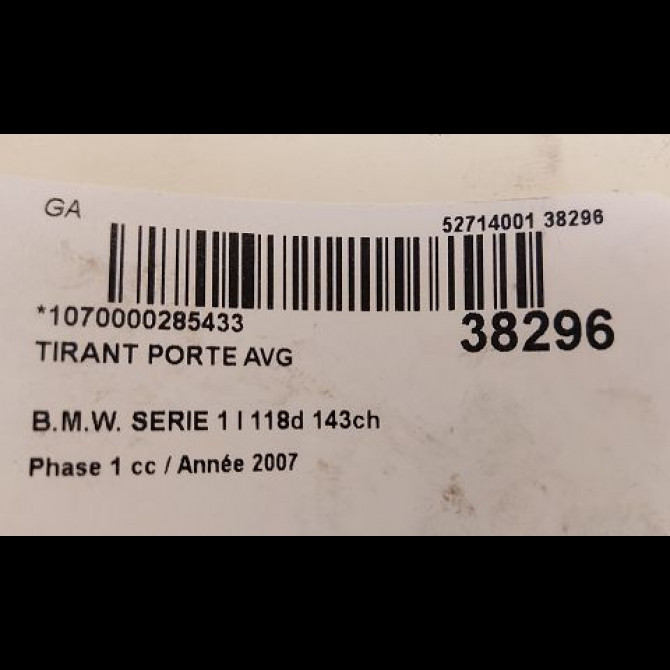 GA
52714001 38296
*1070000285433
38296
TIRANT PORTE AVG
B.M.W. SERIE 1 I 118d 143ch
Phase 1 cc / Année 2007